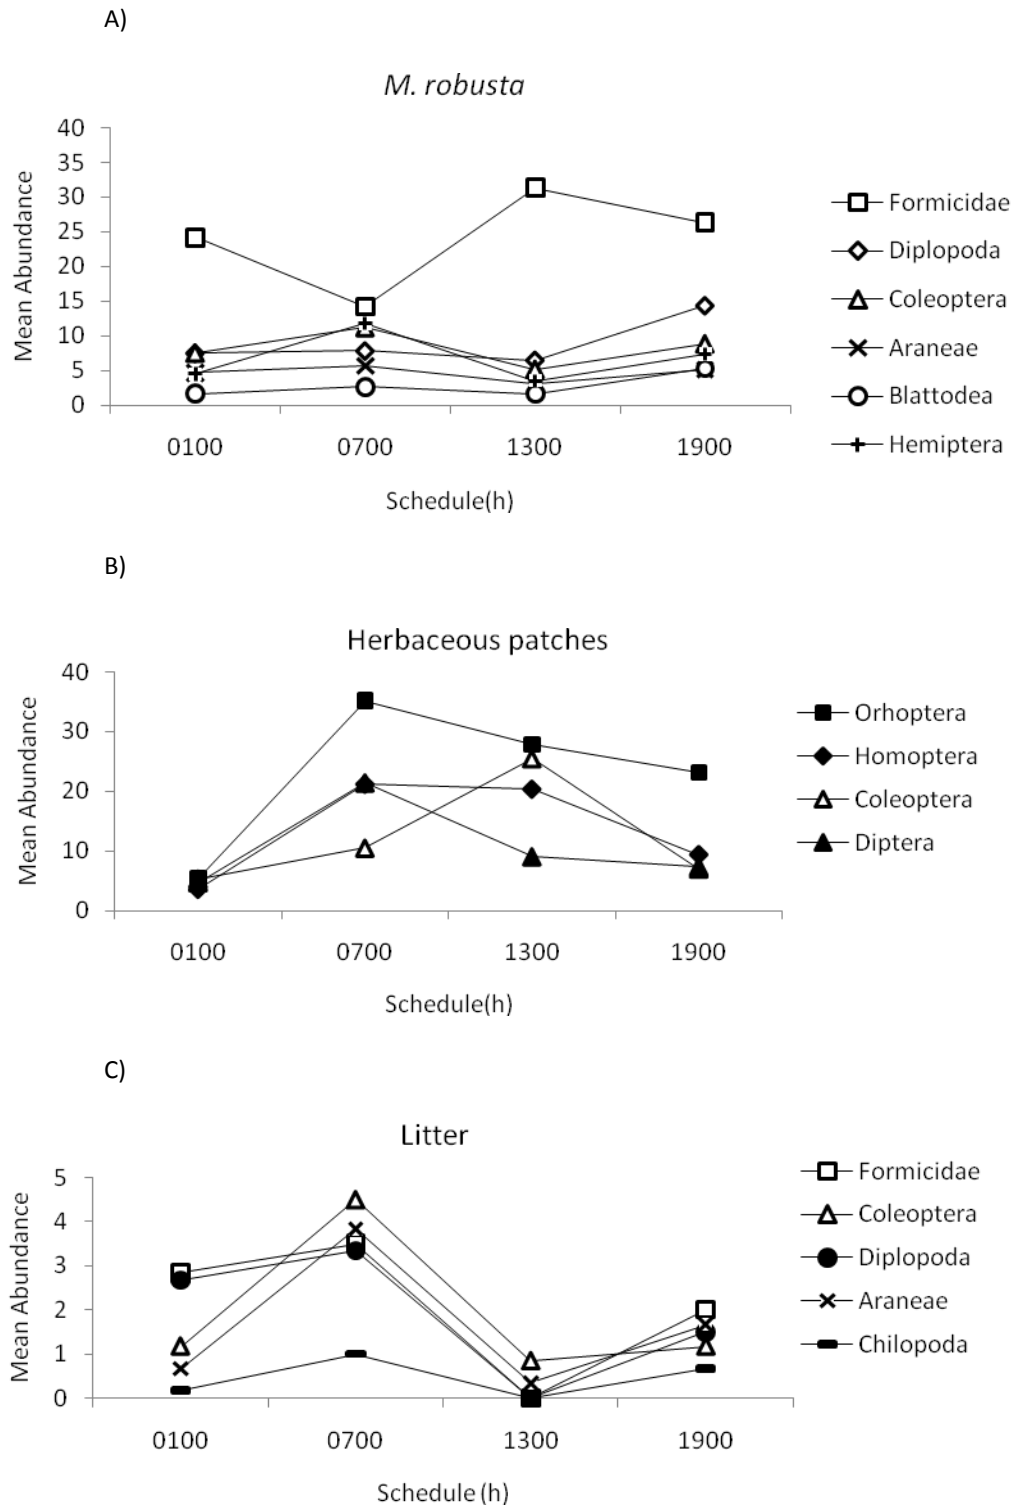 A)
M. robusta
40
35
30
25
20
15
10
5
0
Mean Abundance
0100 0700 1300 1900
Schedule(h)
Formicidae
Diplopoda
Coleoptera
Araneae
Blattodea
Hemiptera
B)
Herbaceous patches
40
30
20
10
0
Mean Abundance
0100 0700 1300 1900
Schedule(h)
Orhoptera
Homoptera
Coleoptera
Diptera
C)
Litter
5
4
3
2
1
0
Mean Abundance
0100 0700 1300 1900
Schedule (h)
Formicidae
Coleoptera
Diplopoda
Araneae
Chilopoda